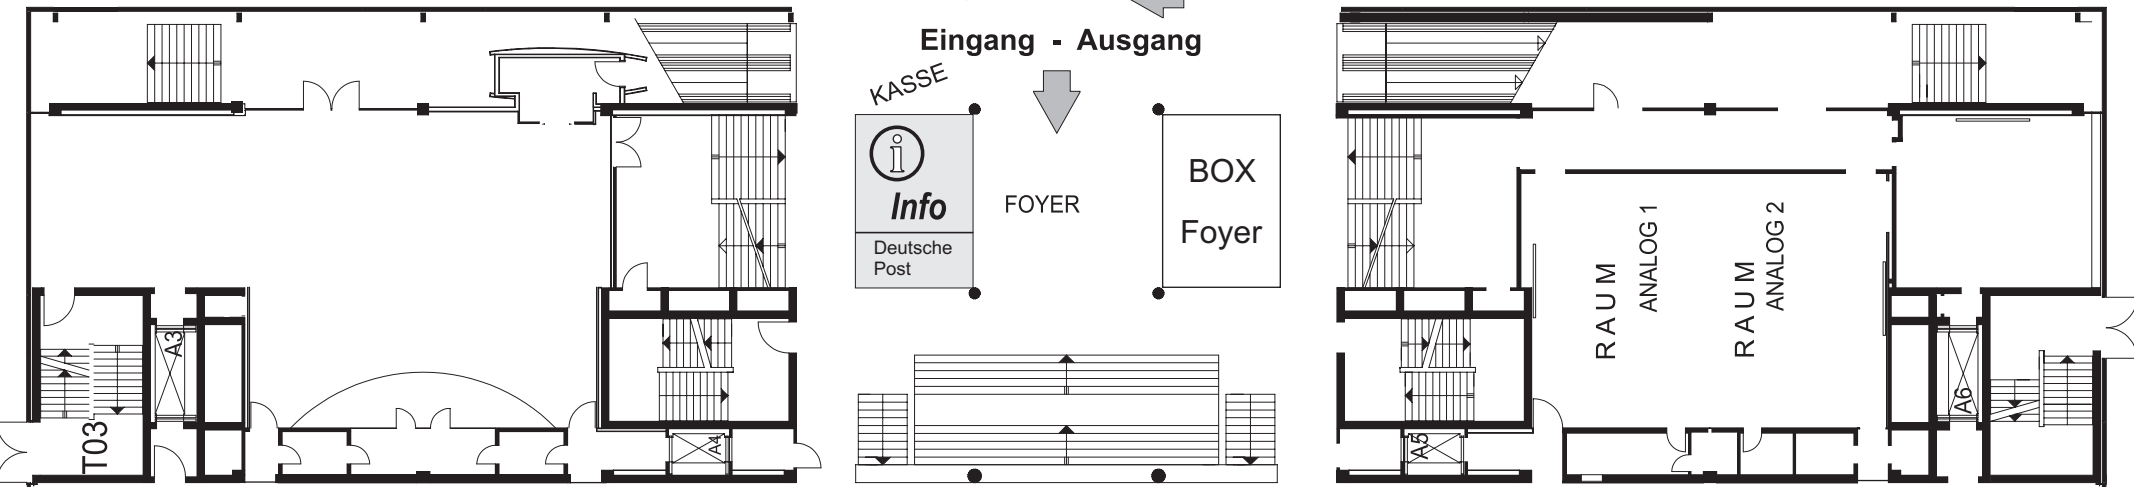 Eingang - Ausgang
KASSE
i
Info
Deutsche
Post
FOYER
BOX
Foyer
RAUM
ANALOG 1
RAUM
ANALOG 2
A3
T03
A4
A5
A6